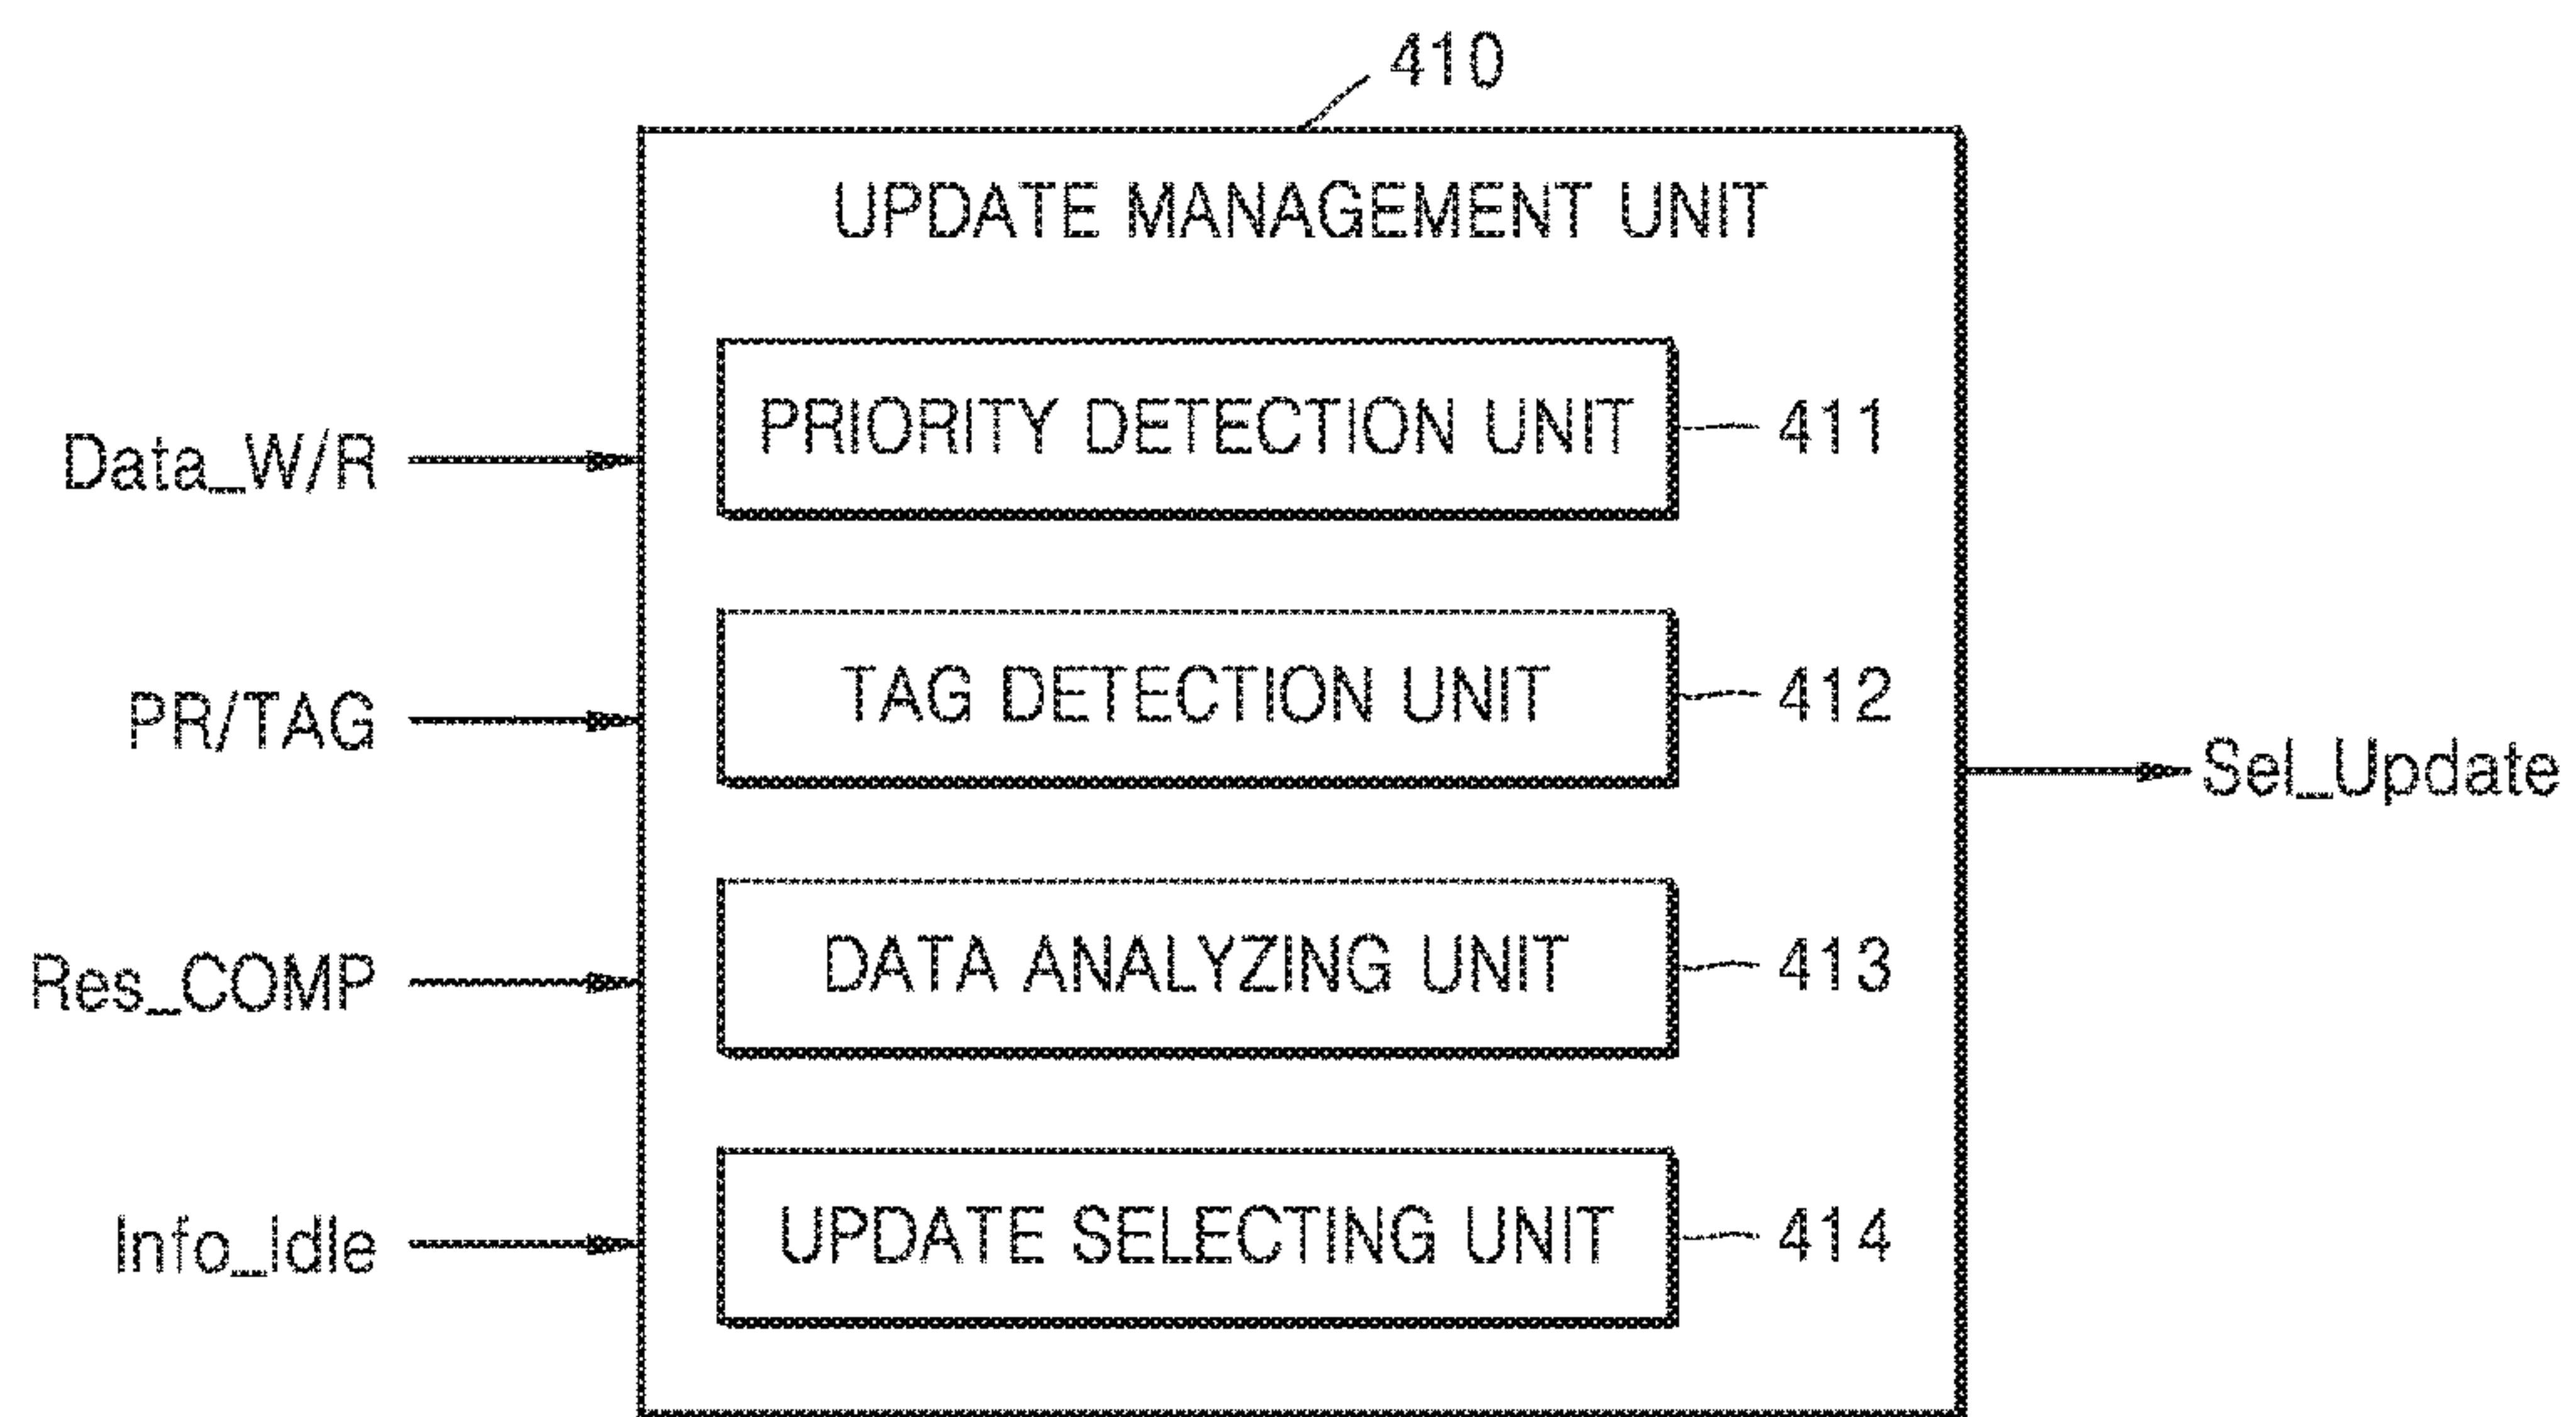 410
UPDATE MANAGEMENT UNIT
Data_W/R
PRIORITY DETECTION UNIT
411
PR/TAG
TAG DETECTION UNIT
412
Sel_Update
Res_COMP
DATA ANALYZING UNIT
413
Info_Idle
UPDATE SELECTING UNIT
414